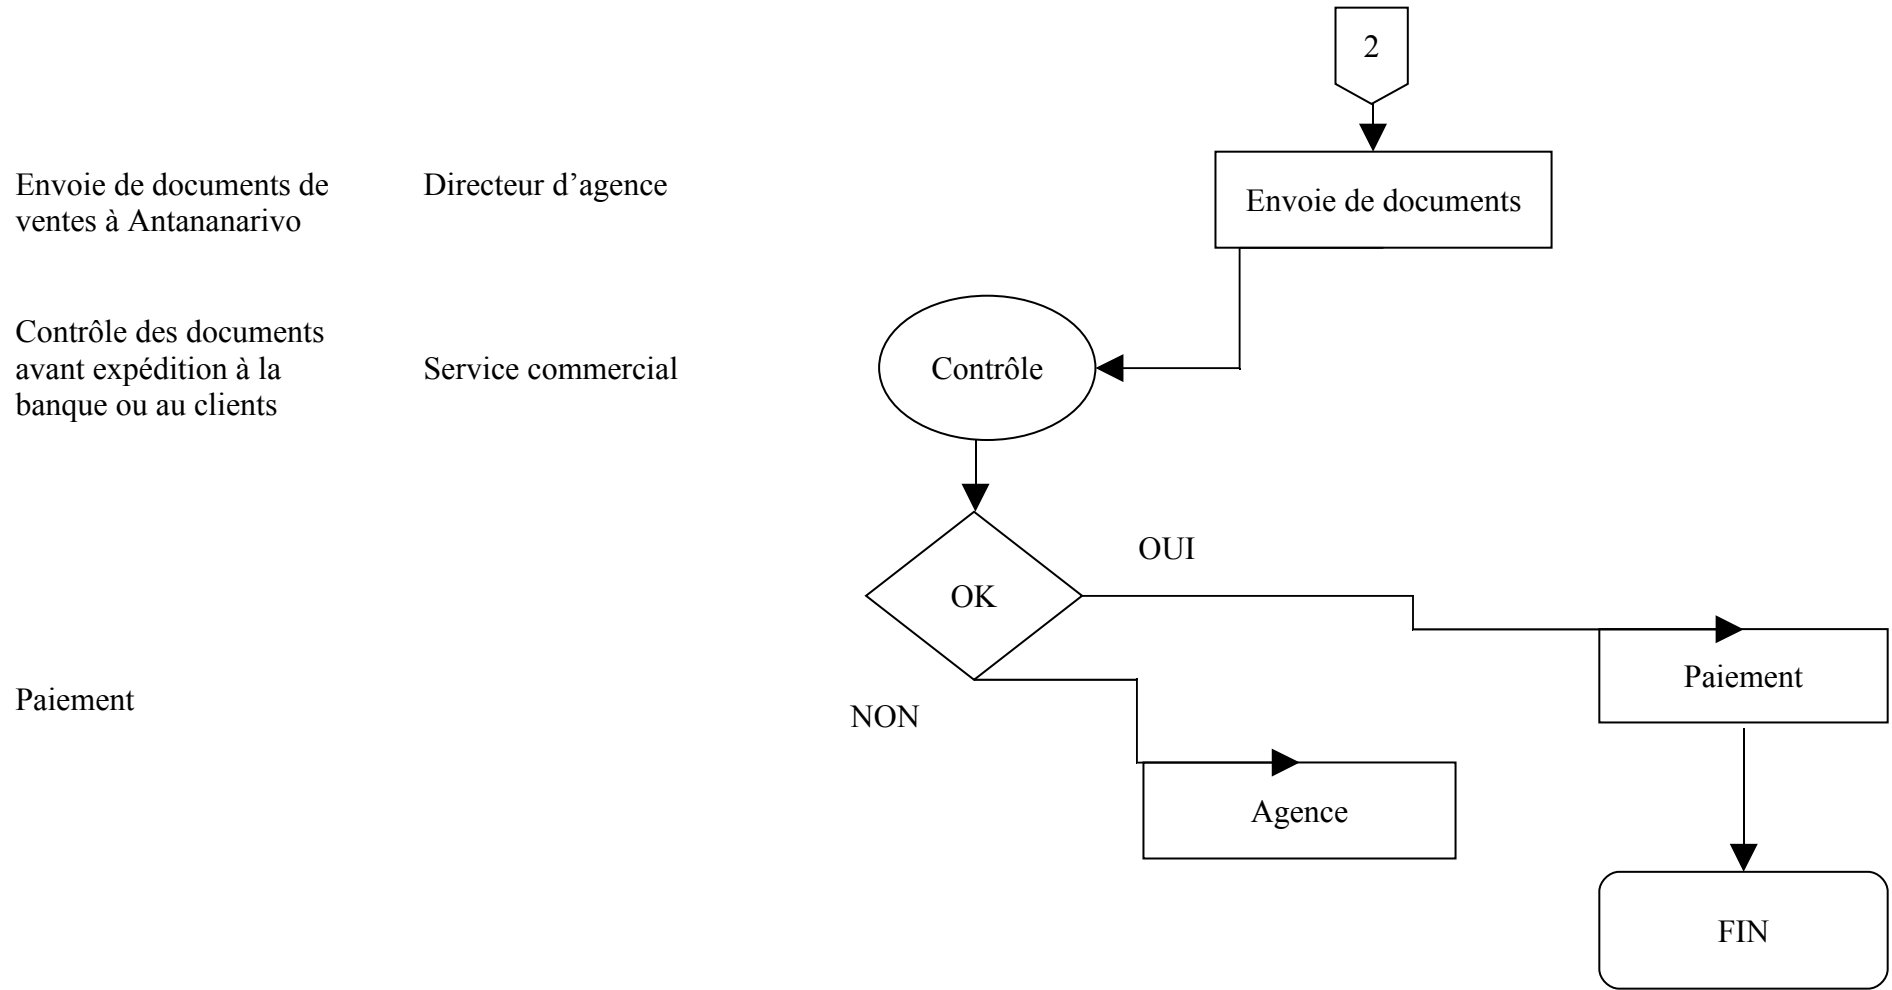 2
Envoie de documents de
ventes à Antananarivo
Directeur d’agence
Envoie de documents
Contrôle des documents
avant expédition à la
banque ou au clients
Service commercial
Contrôle
OUI
OK
Paiement
NON
Paiement
Agence
FIN